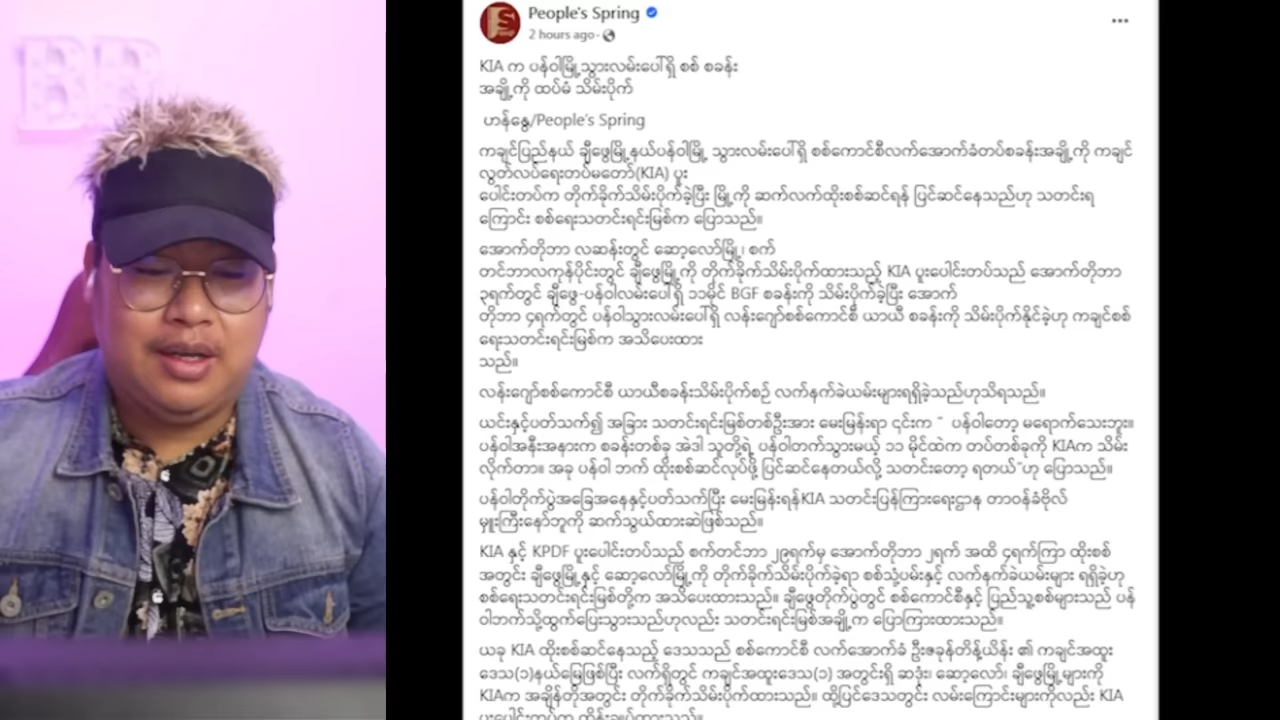 People's Spring
2 hours ago ·
KIA က ပန်ဝါမြို့သွားလမ်းပေါ်ရှိ စစ် စခန်း
အချို့ကို ထပ်မံ သိမ်းပိုက်
ဟန်နွေ/People's Spring
ကချင်ပြည်နယ် ချီဖွေမြို့နယ်ပန်ဝါမြို့ သွားလမ်းပေါ်ရှိ စစ်ကောင်စီလက်အောက်ခံတပ်စခန်းအချို့ကို ကချင်
လွတ်လပ်ရေးတပ်မတော်(KIA) ပူး
ပေါင်းတပ်က တိုက်ခိုက်သိမ်းပိုက်ခဲ့ပြီး မြို့ကို ဆက်လက်ထိုးစစ်ဆင်ရန် ပြင်ဆင်နေသည်ဟု သတင်းရ
ကြောင်း စစ်ရေးသတင်းရင်းမြစ်က ပြောသည်။
အောက်တိုဘာ လဆန်းတွင် ဆော့လော်မြို့၊ စက်
တင်ဘာလကုန်ပိုင်းတွင် ချီဖွေမြို့ကို တိုက်ခိုက်သိမ်းပိုက်ထားသည့် KIA ပူးပေါင်းတပ်သည် အောက်တိုဘာ
၃ရက်တွင် ချီဖွေ-ပန်ဝါလမ်းပေါ်ရှိ ၁၁မိုင် BGF စခန်းကို သိမ်းပိုက်ခဲ့ပြီး အောက်
တိုဘာ ၄ရက်တွင် ပန်ဝါသွားလမ်းပေါ်ရှိ လန်းဂျော်စစ်ကောင်စီ ယာယီ စခန်းကို သိမ်းပိုက်နိုင်ခဲ့ဟု ကချင်စစ်
ရေးသတင်းရင်းမြစ်က အသိပေးထား
သည်။
လန်းဂျော်စစ်ကောင်စီ ယာယီစခန်းသိမ်းပိုက်စဉ် လက်နက်ခဲယမ်းများရရှိခဲ့သည်ဟုသိရသည်။
ယင်းနှင့်ပတ်သက်၍ အခြား သတင်းရင်းမြစ်တစ်ဦးအား မေးမြန်းရာ ၎င်းက " ပန်ဝါတော့ မရောက်သေးဘူး။
ပန်ဝါအနီးအနားက စခန်းတစ်ခု အဲဒါ သူတို့ရဲ့ ပန်ဝါတက်သွားမယ့် ၁၁ မိုင်ထဲက တပ်တစ်ခုကို KIAက သိမ်း
လိုက်တာ။ အခု ပန်ဝါ ဘက် ထိုးစစ်ဆင်လုပ်ဖို့ ပြင်ဆင်နေတယ်လို့ သတင်းတော့ ရတယ်"ဟု ပြောသည်။
ပန်ဝါတိုက်ပွဲအခြေအနေနှင့်ပတ်သက်ပြီး မေးမြန်းရန်KIA သတင်းပြန်ကြားရေးဌာန တာဝန်ခံဗိုလ်
မှူးကြီးနော်ဘူကို ဆက်သွယ်ထားဆဲဖြစ်သည်။
KIA နှင့် KPDF ပူးပေါင်းတပ်သည် စက်တင်ဘာ ၂၉ရက်မှ အောက်တိုဘာ ၂ရက် အထိ ၄ရက်ကြာ ထိုးစစ်
အတွင်း ချီဖွေမြို့နှင့် ဆော့လော်မြို့ကို တိုက်ခိုက်သိမ်းပိုက်ခဲ့ရာ စစ်သုံ့ပမ်းနှင့် လက်နက်ခဲယမ်းများ ရရှိခဲ့ဟု
စစ်ရေးသတင်းရင်းမြစ်တို့က အသိပေးထားသည်။ ချီဖွေတိုက်ပွဲတွင် စစ်ကောင်စီနှင့် ပြည်သူ့စစ်များသည် ပန်
ဝါဘက်သို့ထွက်ပြေးသွားသည်ဟုလည်း သတင်းရင်းမြစ်အချို့က ပြောကြားထားသည်။
ယခု KIA ထိုးစစ်ဆင်နေသည့် ဒေသသည် စစ်ကောင်စီ လက်အောက်ခံ ဦးဇခုန်တိန့်ယိန်း ၏ ကချင်အထူး
ဒေသ(၁)နယ်မြေဖြစ်ပြီး လက်ရှိတွင် ကချင်အထူးဒေသ(၁) အတွင်းရှိ ဆဒုံး၊ ဆော့လော်၊ ချီဖွေမြို့များကို
KIAက အချိန်တိုအတွင်း တိုက်ခိုက်သိမ်းပိုက်ထားသည်။ ထို့ပြင်ဒေသတွင်း လမ်းကြောင်းများကိုလည်း KIA